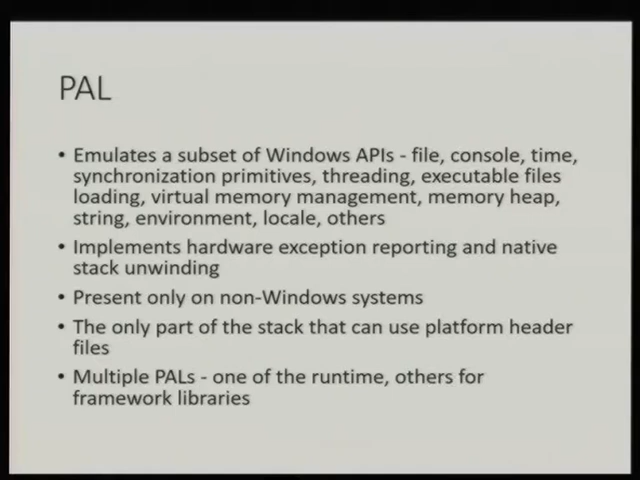 PAL
• Emulates a subset of Windows APIs - file, console, time,
synchronization primitives, threading, executable files
loading, virtual memory management, memory heap,
string, environment, locale, others
• Implements hardware exception reporting and native
stack unwinding
• Present only on non-Windows systems
• The only part of the stack that can use platform header
files
• Multiple PALs - one of the runtime, others for
framework libraries